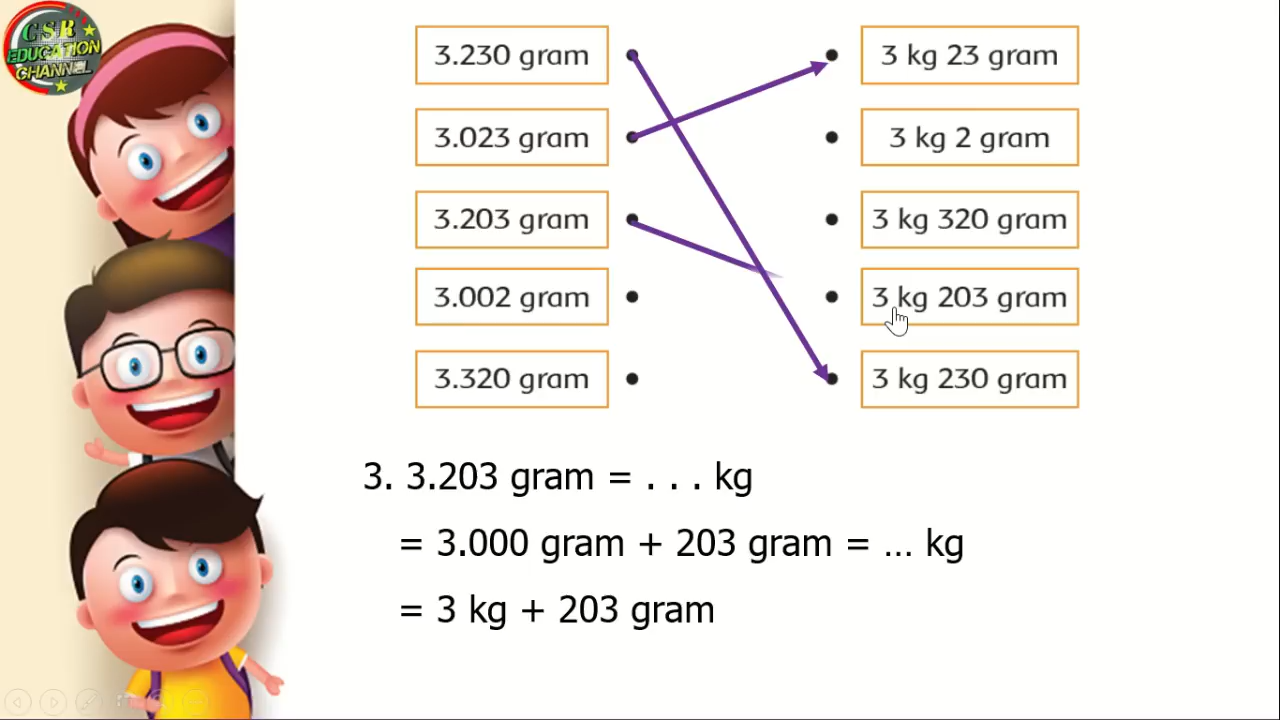 CSR
EDUCATION
CHANNEL
3.230 gram
3 kg 23 gram
3.023 gram
3 kg 2 gram
3.203 gram
3 kg 320 gram
3.002 gram
3 kg 203 gram
3.320 gram
3 kg 230 gram
3. 3.203 gram = . . . kg
= 3.000 gram + 203 gram = ... kg
= 3 kg + 203 gram